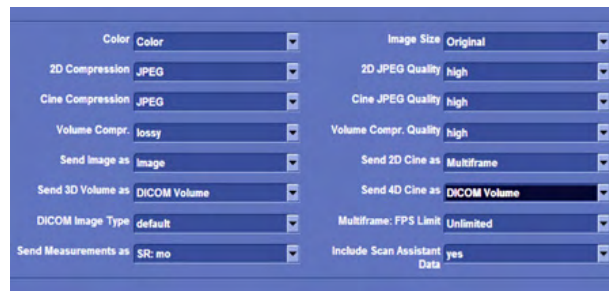 Color Color Image Size Original
2D Compression JPEG 2D JPEG Quality high
Cine Compression JPEG Cine JPEG Quality high
Volume Compr. lossy Volume Compr. Quality high
Send Image as Image Send 2D Cine as Multiframe
Send 3D Volume as DICOM Volume Send 4D Cine as DICOM Volume
DICOM Image Type default Multiframe: FPS Limit Unlimited
Send Measurements as SR: mo Include Scan Assistant yes
Data